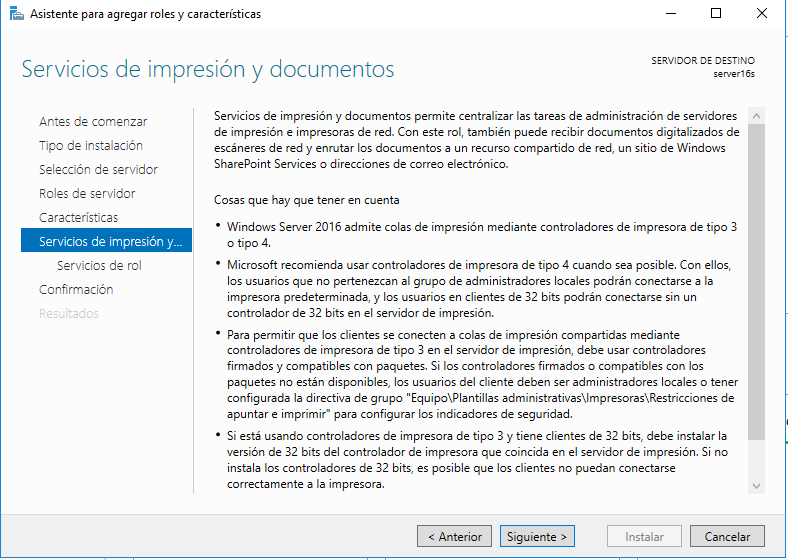 Asistente para agregar roles y características
Servicios de impresión y documentos
SERVIDOR DE DESTINO
server16s
Antes de comenzar
Tipo de instalación
Selección de servidor
Roles de servidor
Características
Servicios de impresión y...
Servicios de rol
Confirmación
Resultados
Servicios de impresión y documentos permite centralizar las tareas de administración de servidores
de impresión e impresoras de red. Con este rol, también puede recibir documentos digitalizados de
escáneres de red y enrutar los documentos a un recurso compartido de red, un sitio de Windows
SharePoint Services o direcciones de correo electrónico.
Cosas que hay que tener en cuenta
• Windows Server 2016 admite colas de impresión mediante controladores de impresora de tipo 3
o tipo 4.
• Microsoft recomienda usar controladores de impresora de tipo 4 cuando sea posible. Con ellos,
los usuarios que no pertenezcan al grupo de administradores locales podrán conectarse a la
impresora predeterminada, y los usuarios en clientes de 32 bits podrán conectarse sin un
controlador de 32 bits en el servidor de impresión.
• Para permitir que los clientes se conecten a colas de impresión compartidas mediante
controladores de impresora de tipo 3 en el servidor de impresión, debe usar controladores
firmados y compatibles con paquetes. Si los controladores firmados o compatibles con los
paquetes no están disponibles, los usuarios del cliente deben ser administradores locales o tener
configurada la directiva de grupo "Equipo\Plantillas administrativas\Impresoras\Restricciones de
apuntar e imprimir" para configurar los indicadores de seguridad.
• Si está usando controladores de impresora de tipo 3 y tiene clientes de 32 bits, debe instalar la
versión de 32 bits del controlador de impresora que coincida en el servidor de impresión. Si no
instala los controladores de 32 bits, es posible que los clientes no puedan conectarse
correctamente a la impresora.
< Anterior
Siguiente >
Instalar
Cancelar